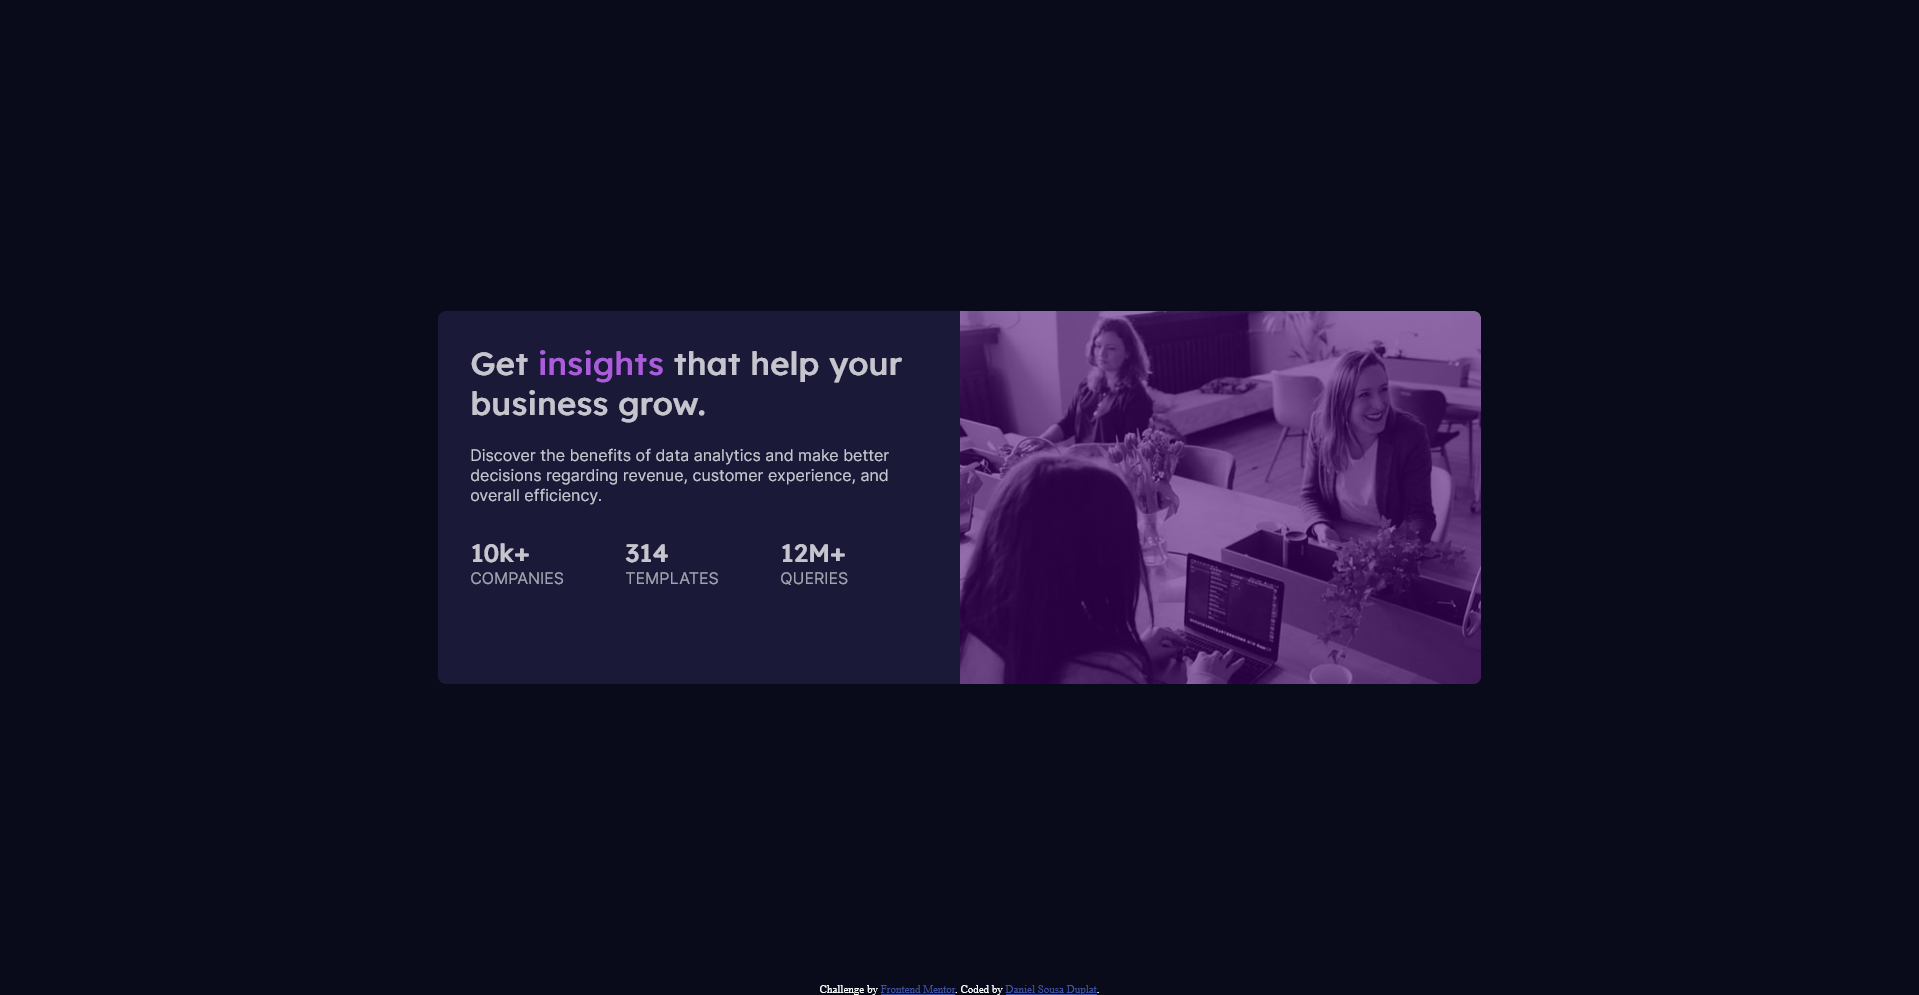 Get insights that help your
business grow.
Discover the benefits of data analytics and make better
decisions regarding revenue, customer experience, and
overall efficiency.
10k+ 314 12M+
COMPANIES TEMPLATES QUERIES
Challenge by Frontend Mentor. Coded by Daniel Sousa Duplat.